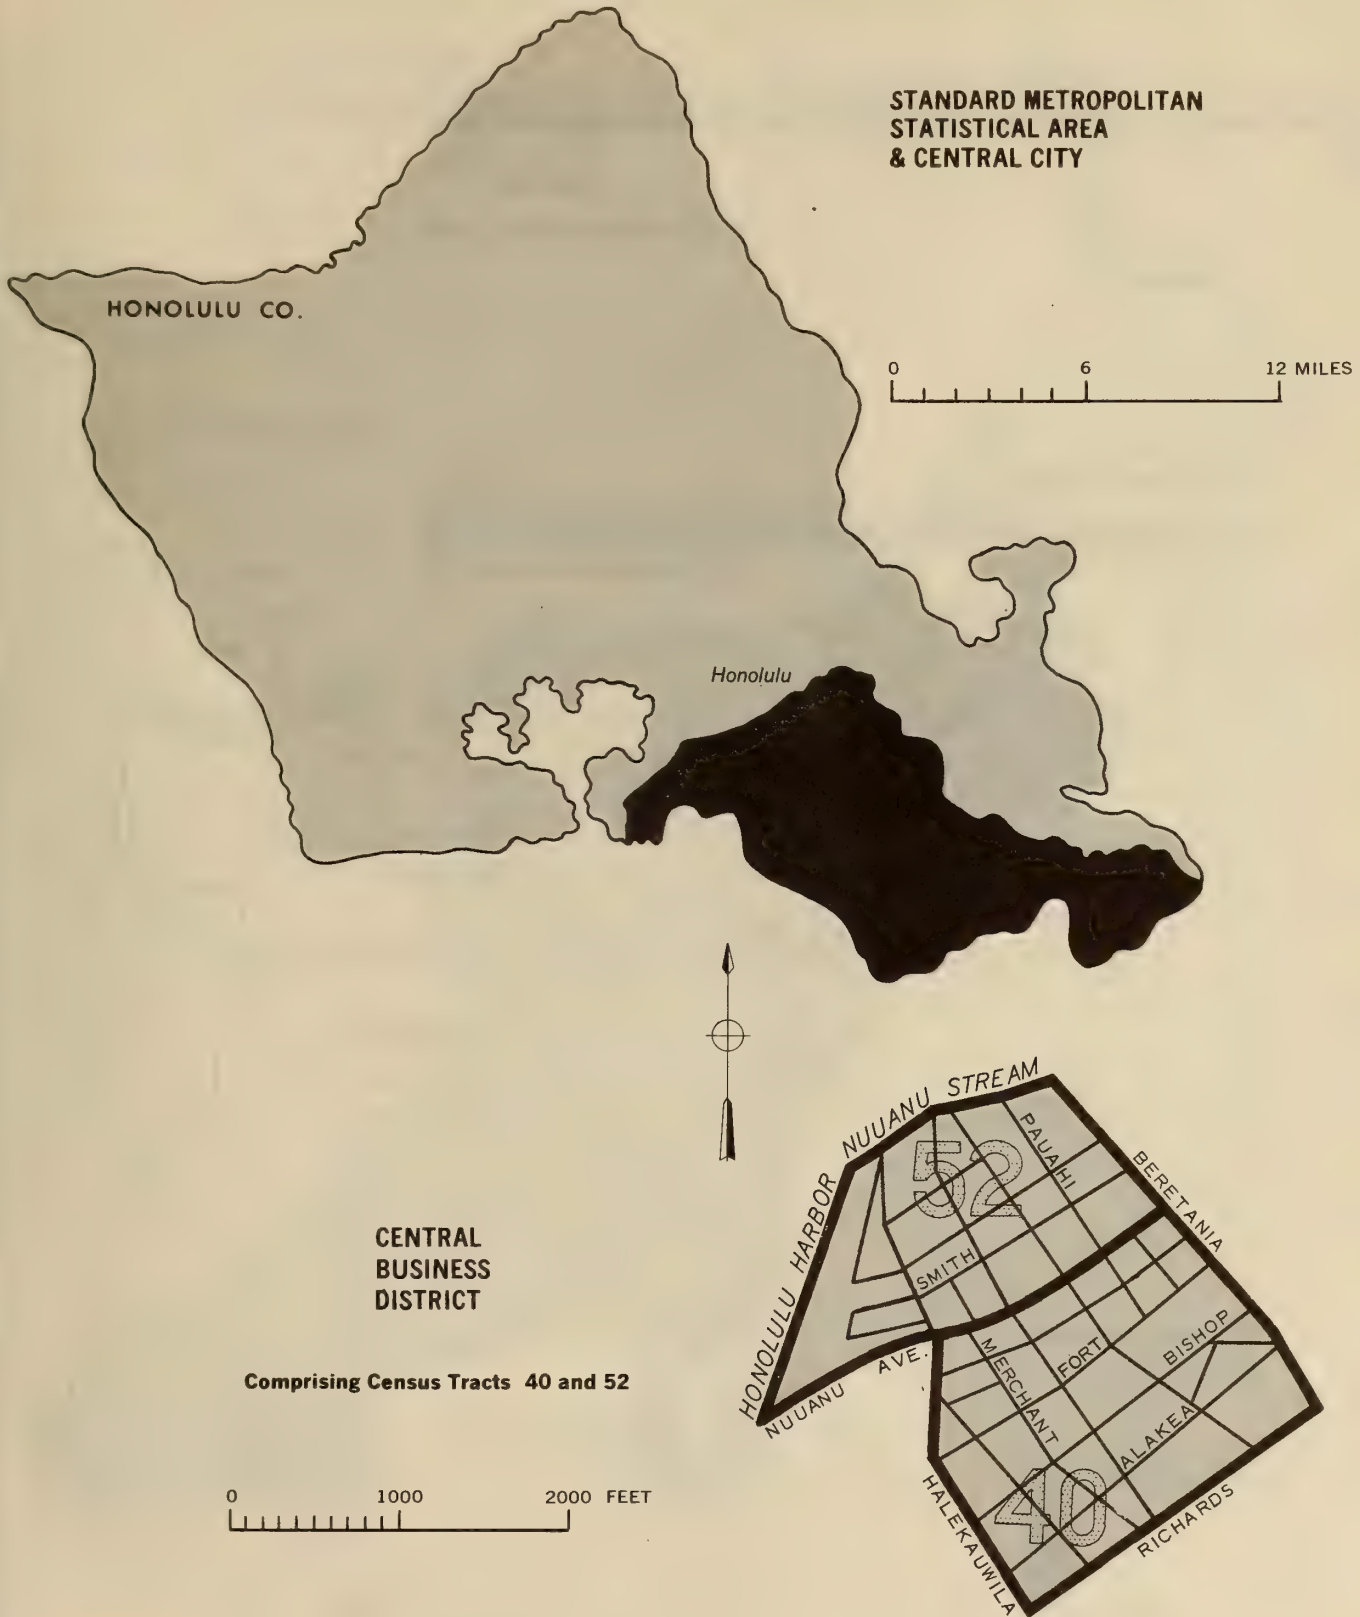 STANDARD METROPOLITAN
STATISTICAL AREA
& CENTRAL CITY
HONOLULU CO.
0 6 12 MILES
Honolulu
CENTRAL
BUSINESS
DISTRICT
Comprising Census Tracts 40 and 52
0 1000 2000 FEET
HONOLULU HARBOR
NUUANU STREAM
52
PAUAHI
BERETANIA
SMITH
NUUANU AVE.
MERCHANT
FORT
BISHOP
ALAKEA
40
HALEKAUWILA
RICHARDS